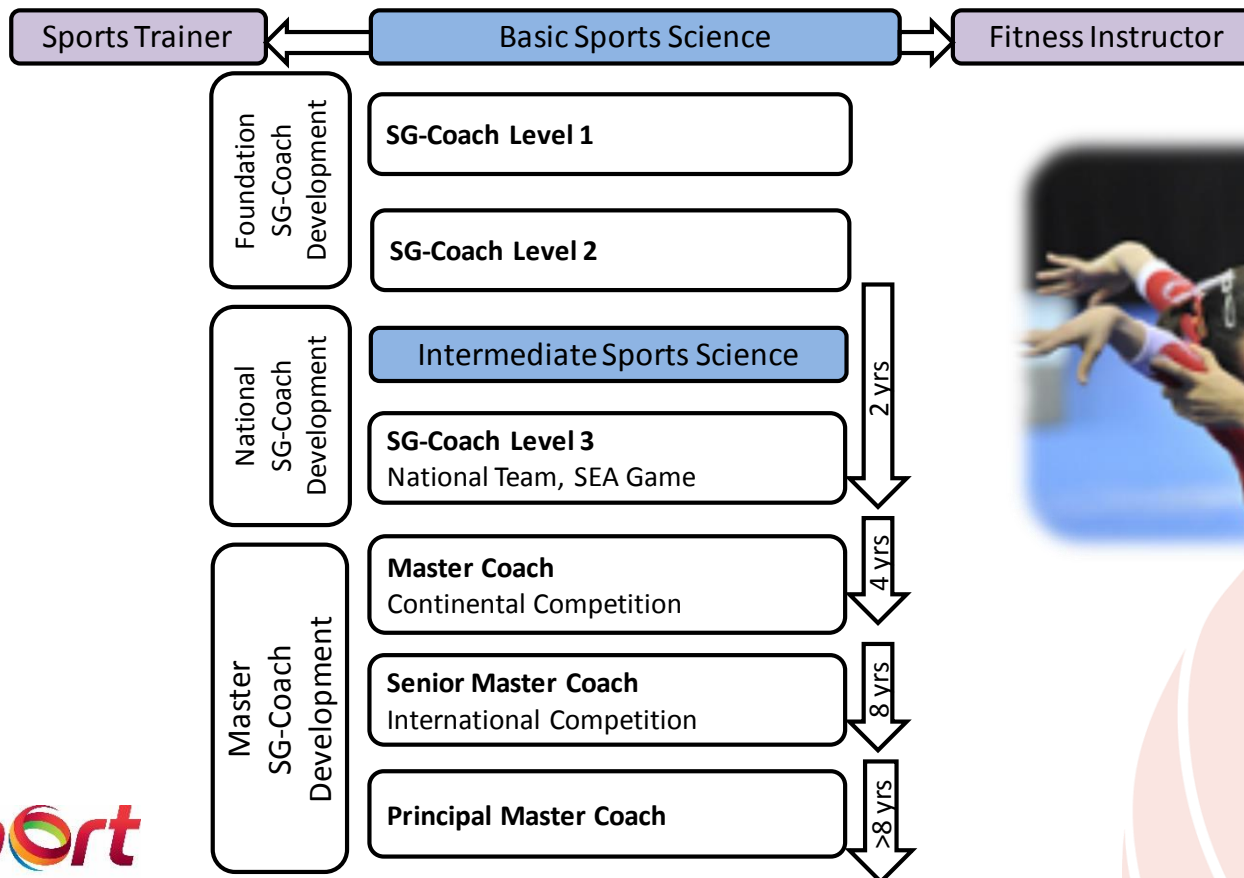 Sports Trainer
Basic Sports Science
Fitness Instructor
Foundation
SG-Coach
Development
SG-Coach Level 1
SG-Coach Level 2
National
SG-Coach
Development
Intermediate Sports Science
SG-Coach Level 3
National Team, SEA Game
2 yrs
Master
SG-Coach
Development
Master Coach
Continental Competition
4 yrs
Senior Master Coach
International Competition
8 yrs
Principal Master Coach
>8 yrs
ort